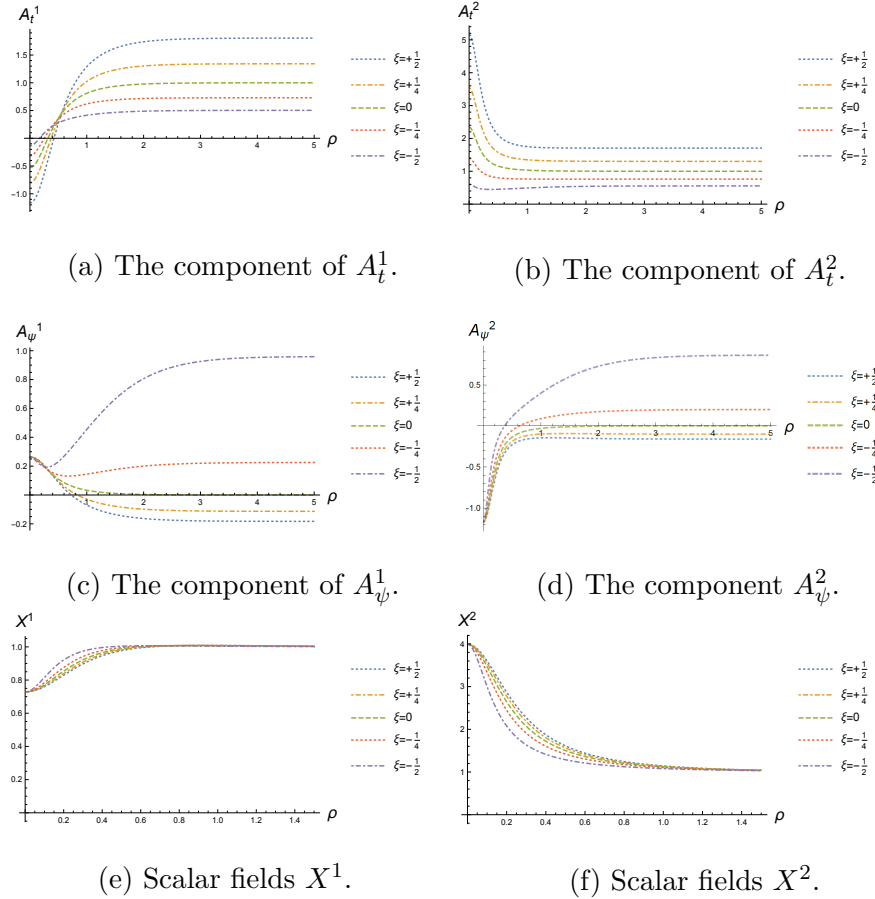 A_t^1
1.5
1.0
0.5
-0.5
-1.0
1 2 3 4 5 ρ
ξ=+1/2
ξ=+1/4
ξ=0
ξ=-1/4
ξ=-1/2
(a) The component of A_t^1.
A_t^2
5
4
3
2
1
1 2 3 4 5 ρ
ξ=+1/2
ξ=+1/4
ξ=0
ξ=-1/4
ξ=-1/2
(b) The component of A_t^2.
A_ψ^1
1.0
0.8
0.6
0.4
0.2
-0.2
1 2 3 4 5 ρ
ξ=+1/2
ξ=+1/4
ξ=0
ξ=-1/4
ξ=-1/2
(c) The component of A_ψ^1.
A_ψ^2
0.5
-0.5
-1.0
1 2 3 4 5 ρ
ξ=+1/2
ξ=+1/4
ξ=0
ξ=-1/4
ξ=-1/2
(d) The component A_ψ^2.
X^1
1.0
0.8
0.6
0.4
0.2
0.2 0.4 0.6 0.8 1.0 1.2 1.4 ρ
ξ=+1/2
ξ=+1/4
ξ=0
ξ=-1/4
ξ=-1/2
(e) Scalar fields X^1.
X^2
4
3
2
1
0.2 0.4 0.6 0.8 1.0 1.2 1.4 ρ
ξ=+1/2
ξ=+1/4
ξ=0
ξ=-1/4
ξ=-1/2
(f) Scalar fields X^2.